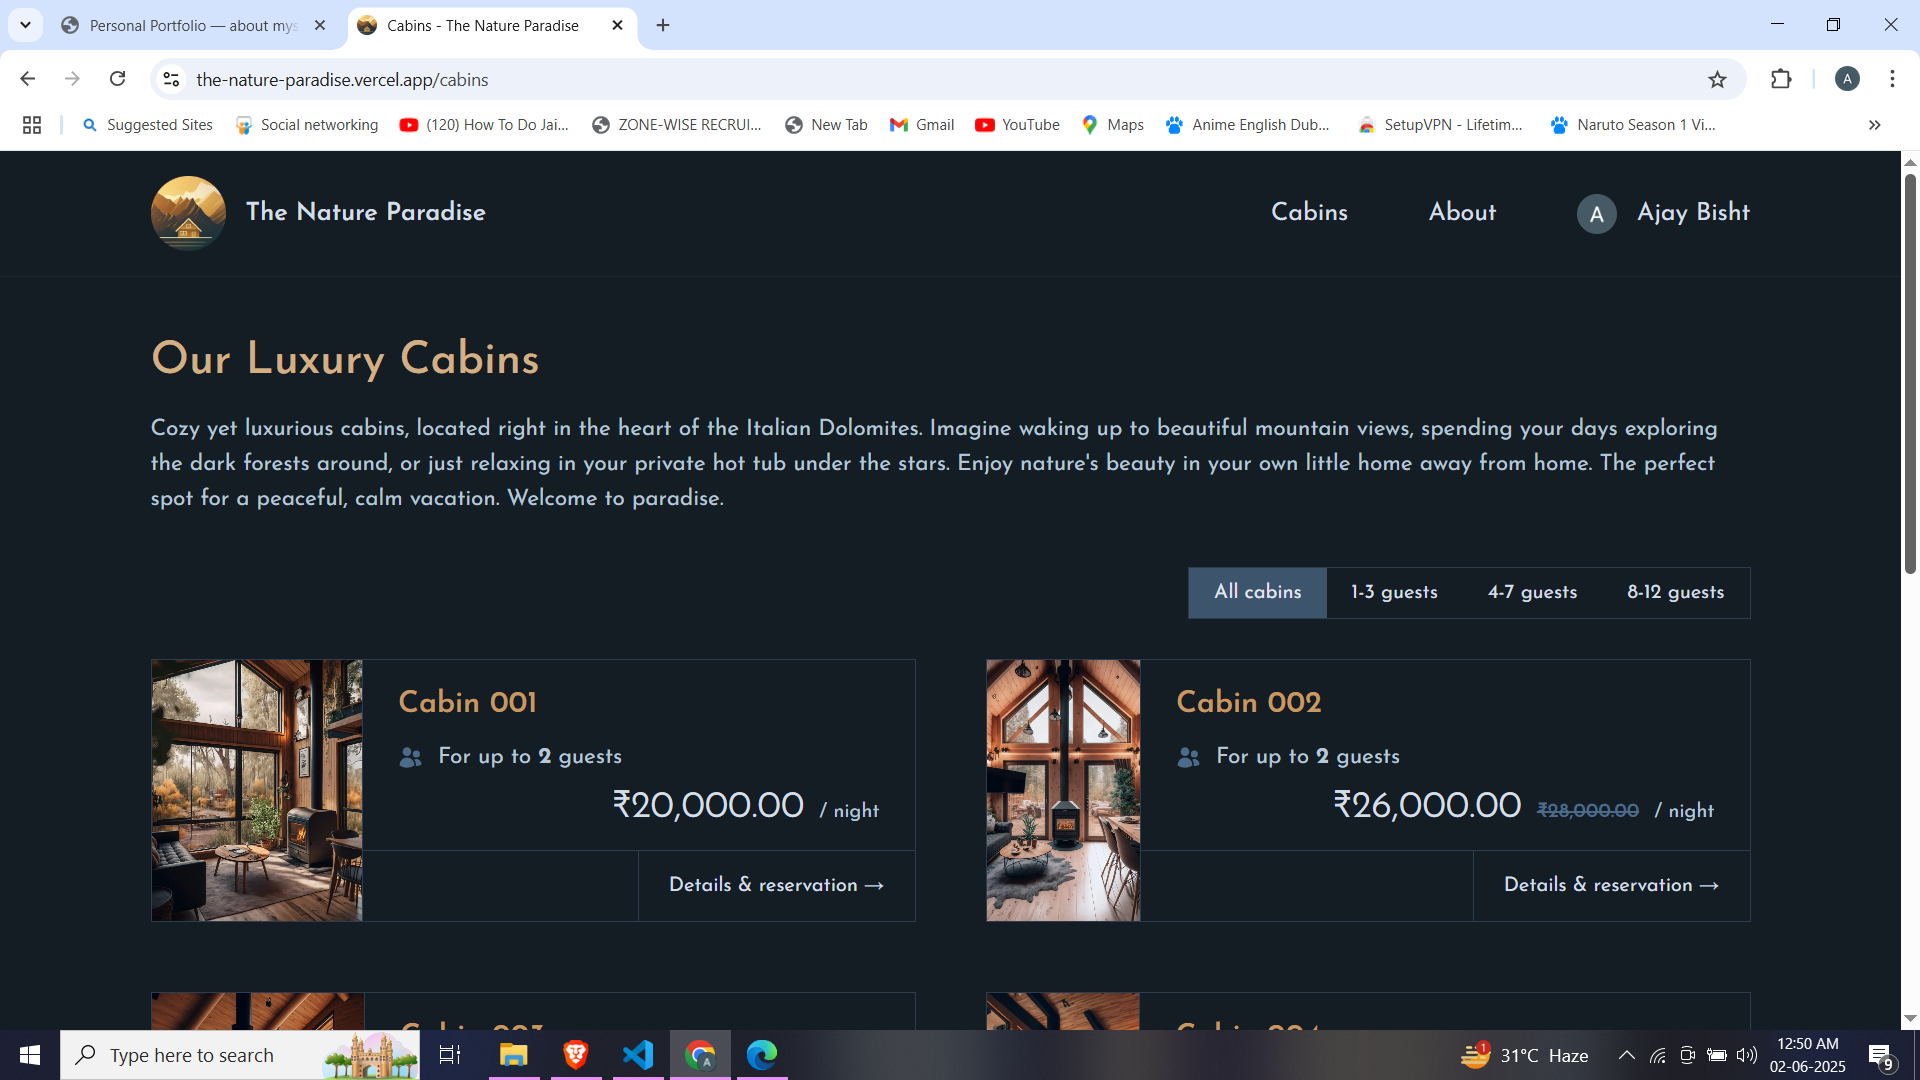 Personal Portfolio — about mys
Cabins - The Nature Paradise
the-nature-paradise.vercel.app/cabins
A
Suggested Sites
Social networking
(120) How To Do Jai...
ZONE-WISE RECRUI...
New Tab
Gmail
YouTube
Maps
Anime English Dub...
SetupVPN - Lifetim...
Naruto Season 1 Vi...
The Nature Paradise
Cabins
About
A
Ajay Bisht
Our Luxury Cabins
Cozy yet luxurious cabins, located right in the heart of the Italian Dolomites. Imagine waking up to beautiful mountain views, spending your days exploring
the dark forests around, or just relaxing in your private hot tub under the stars. Enjoy nature's beauty in your own little home away from home. The perfect
spot for a peaceful, calm vacation. Welcome to paradise.
All cabins
1-3 guests
4-7 guests
8-12 guests
Cabin 001
For up to 2 guests
₹20,000.00 / night
Details & reservation →
Cabin 002
For up to 2 guests
₹26,000.00 ₹28,000.00 / night
Details & reservation →
Cabin 003
Cabin 004
Type here to search
A
1
31°C Haze
12:50 AM
02-06-2025
9